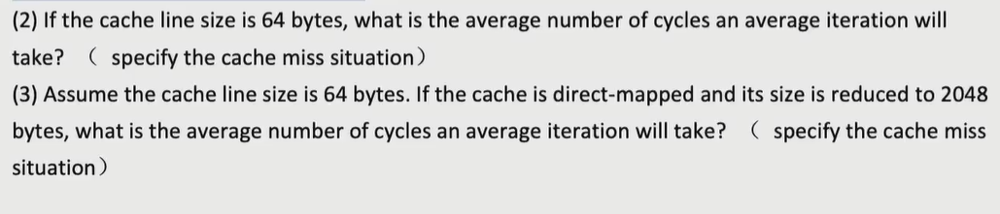 (2) If the cache line size is 64 bytes, what is the average number of cycles an average iteration will
take? （ specify the cache miss situation）
(3) Assume the cache line size is 64 bytes. If the cache is direct-mapped and its size is reduced to 2048
bytes, what is the average number of cycles an average iteration will take? （ specify the cache miss
situation）